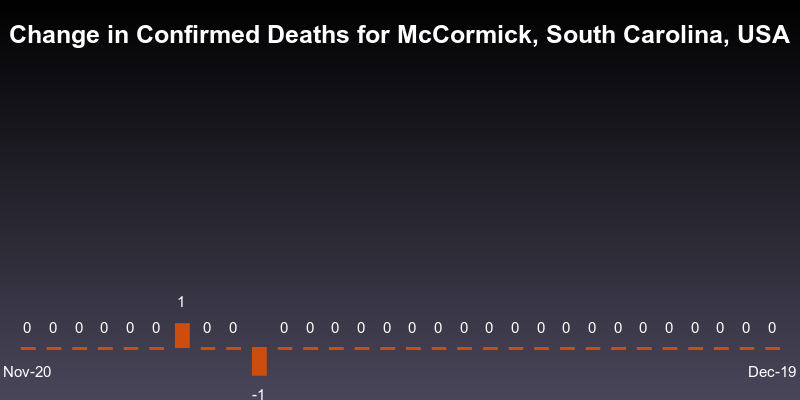 Change in Confirmed Deaths for McCormick, South Carolina, USA
1
0 0 0 0 0 0 0 0 0 0 0 0 0 0 0 0 0 0 0 0 0 0 0 0 0 0 0 0
Nov-20 Dec-19
-1